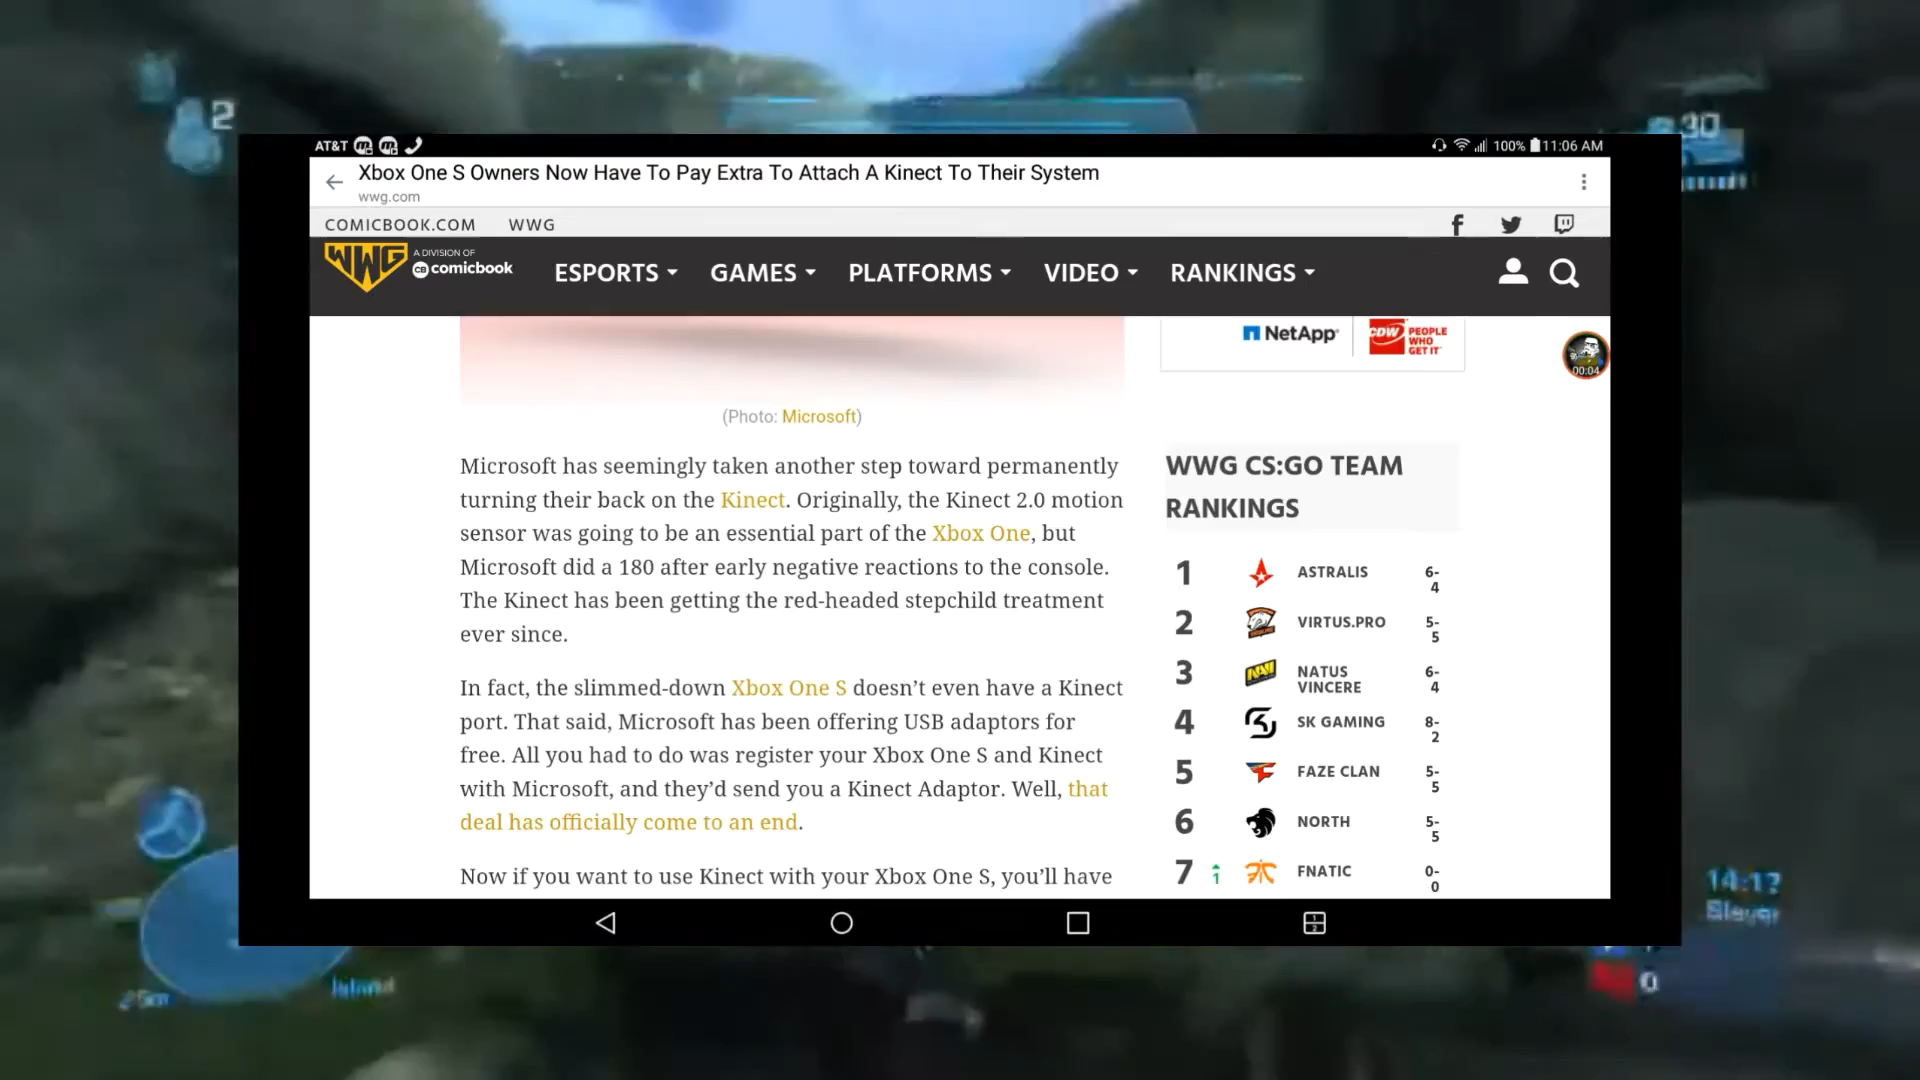 2
30
AT&T
100% 11:06 AM
Xbox One S Owners Now Have To Pay Extra To Attach A Kinect To Their System
wwg.com
COMICBOOK.COM WWG
WWG A DIVISION OF
CB comicbook
ESPORTS GAMES PLATFORMS VIDEO RANKINGS
NetApp CDW PEOPLE
WHO
GET IT
00:04
(Photo: Microsoft)
Microsoft has seemingly taken another step toward permanently
turning their back on the Kinect. Originally, the Kinect 2.0 motion
sensor was going to be an essential part of the Xbox One, but
Microsoft did a 180 after early negative reactions to the console.
The Kinect has been getting the red-headed stepchild treatment
ever since.
In fact, the slimmed-down Xbox One S doesn’t even have a Kinect
port. That said, Microsoft has been offering USB adaptors for
free. All you had to do was register your Xbox One S and Kinect
with Microsoft, and they’d send you a Kinect Adaptor. Well, that
deal has officially come to an end.
Now if you want to use Kinect with your Xbox One S, you’ll have
WWG CS:GO TEAM
RANKINGS
1 ASTRALIS 6-
4
2 VIRTUS.PRO 5-
5
3 NATUS 6-
VINCERE 4
4 SK GAMING 8-
2
5 FAZE CLAN 5-
5
6 NORTH 5-
5
7 1 FNATIC 0-
0
Slayer
0
25m Island